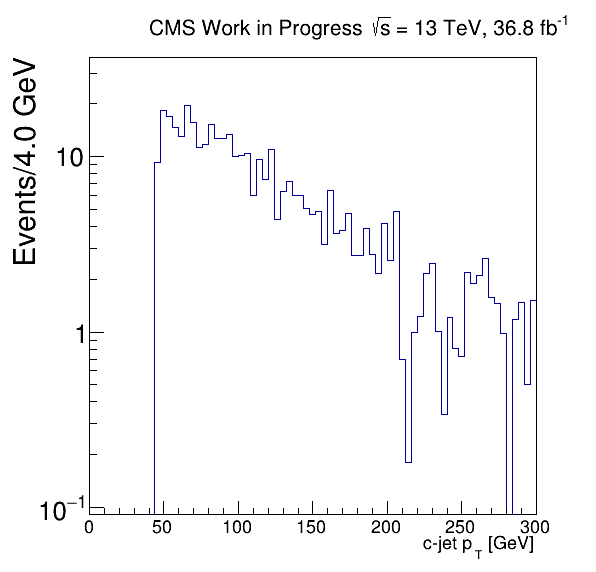 CMS Work in Progress √s = 13 TeV, 36.8 fb⁻¹
Events/4.0 GeV
10
1
10⁻¹
0 50 100 150 200 250 300
c-jet p_T [GeV]